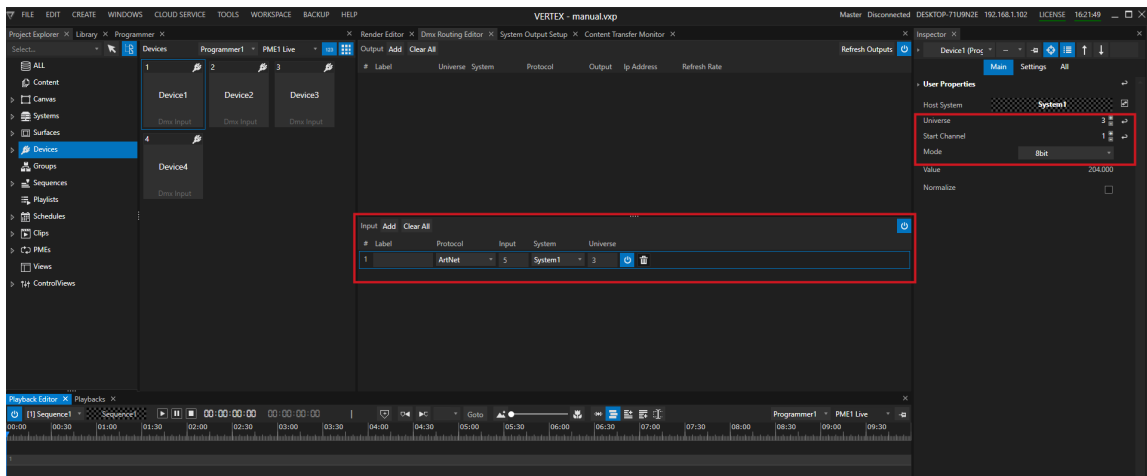 FILE EDIT CREATE WINDOWS CLOUD SERVICE TOOLS WORKSPACE BACKUP HELP VERTEX - manual.vxp Master Disconnected DESKTOP-71U9N2E 192.168.1.102 LICENSE 16:21:49
Project Explorer Library Programmer Render Editor Dmx Routing Editor System Output Setup Content Transfer Monitor Inspector
Select... Devices Programmer1 PME1 Live 123 Output Add Clear All Refresh Outputs Device1 (Prog
ALL 1 2 3 # Label Universe System Protocol Output Ip Address Refresh Rate Main Settings All
Content User Properties
Canvas Device1 Device2 Device3
Systems Host System System1
Surfaces Dmx Input Dmx Input Dmx Input Universe 3
Devices 4 Start Channel 1
Groups Device4 Mode 8bit
Sequences Value 204.000
Playlists Dmx Input Normalize
Schedules
Clips Input Add Clear All
PMEs # Label Protocol Input System Universe
Views 1 ArtNet 5 System1 3
ControlViews
Playback Editor Playbacks
[1] Sequence1 Sequence1 00:00:00:00 00:00:00:00 Goto Programmer1 PME1 Live
00:00 00:30 01:00 01:30 02:00 02:30 03:00 03:30 04:00 04:30 05:00 05:30 06:00 06:30 07:00 07:30 08:00 08:30 09:00 09:30
1